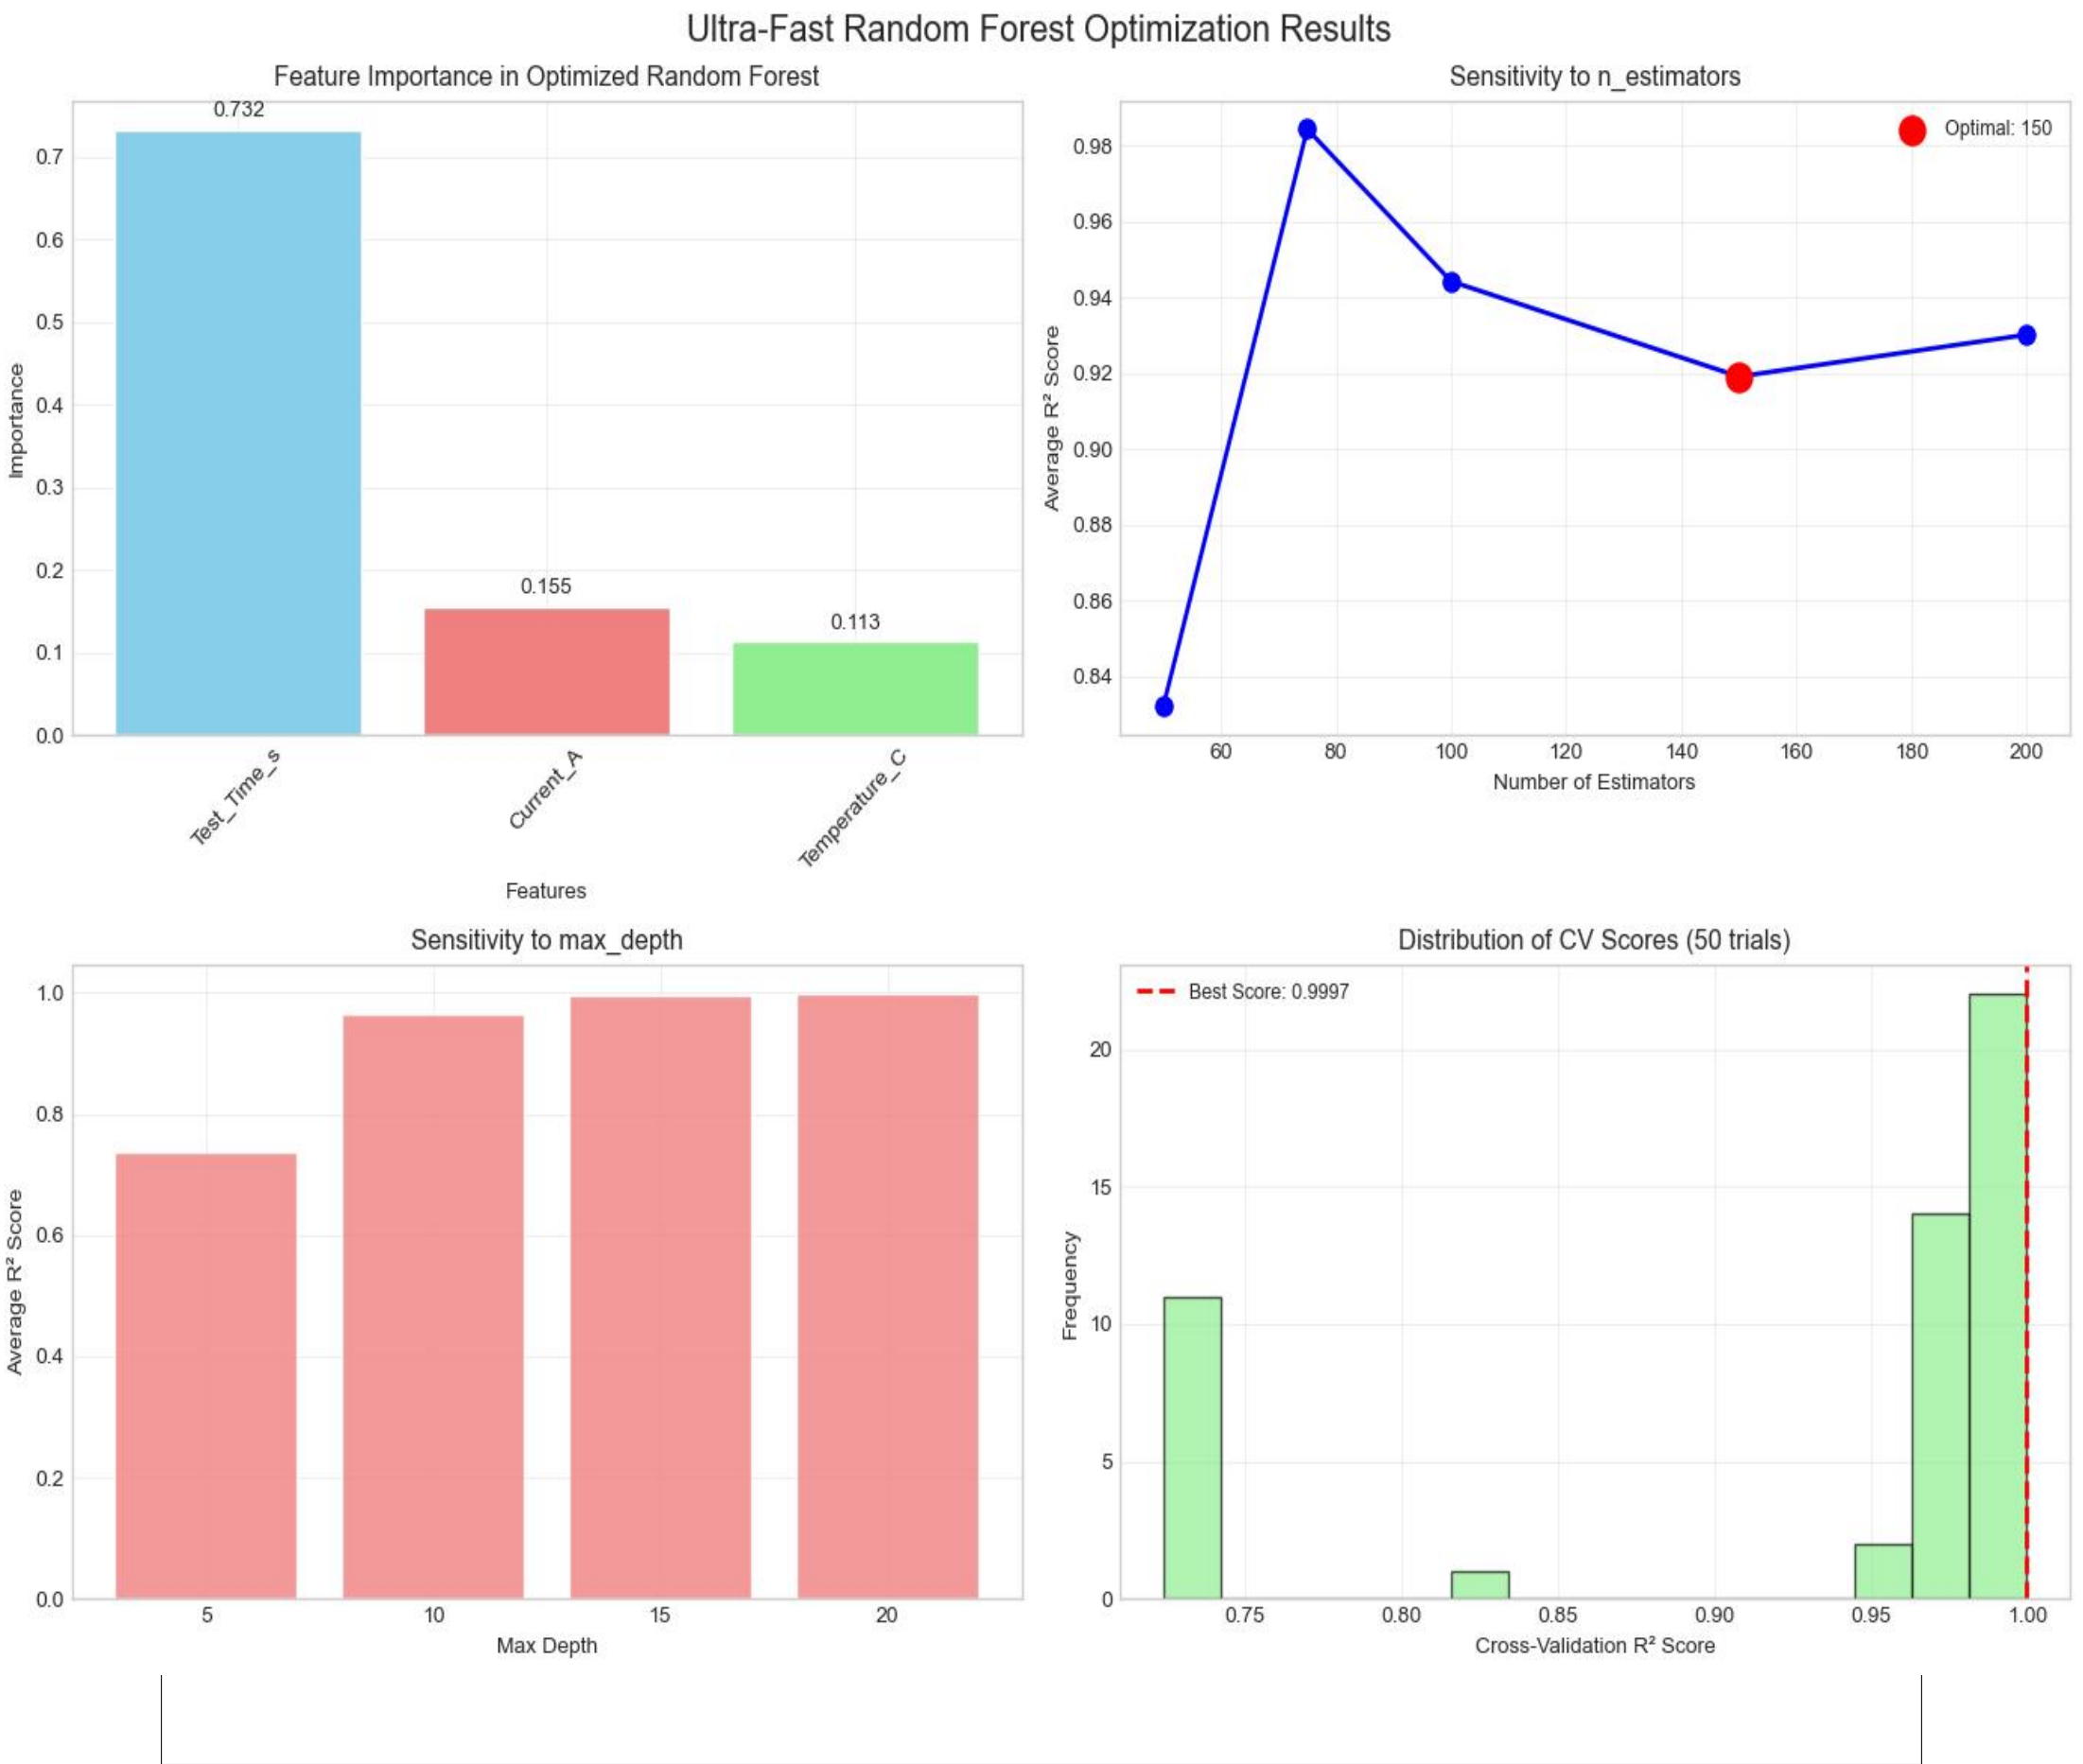 Ultra-Fast Random Forest Optimization Results
Feature Importance in Optimized Random Forest
0.732
0.155
0.113
0.7
0.6
0.5
0.4
0.3
0.2
0.1
0.0
Importance
Test_Time_s
Current_A
Temperature_C
Features
Sensitivity to n_estimators
Optimal: 150
0.98
0.96
0.94
0.92
0.90
0.88
0.86
0.84
Average R² Score
60 80 100 120 140 160 180 200
Number of Estimators
Sensitivity to max_depth
1.0
0.8
0.6
0.4
0.2
0.0
Average R² Score
5 10 15 20
Max Depth
Distribution of CV Scores (50 trials)
Best Score: 0.9997
20
15
10
5
0
Frequency
0.75 0.80 0.85 0.90 0.95 1.00
Cross-Validation R² Score